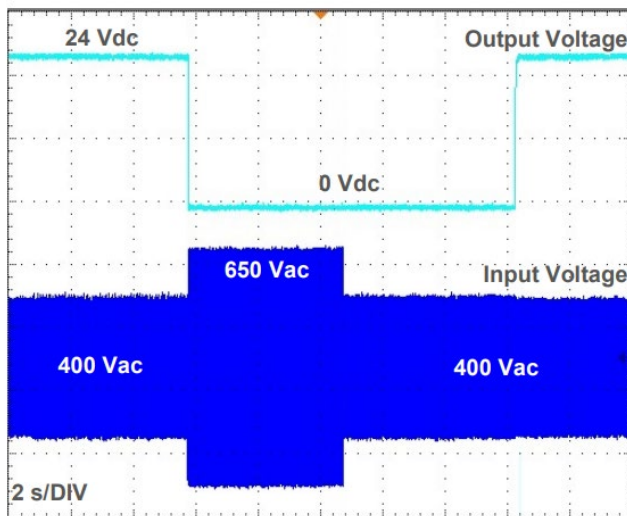 24 Vdc
Output Voltage
0 Vdc
650 Vac
Input Voltage
400 Vac
400 Vac
2 s/DIV